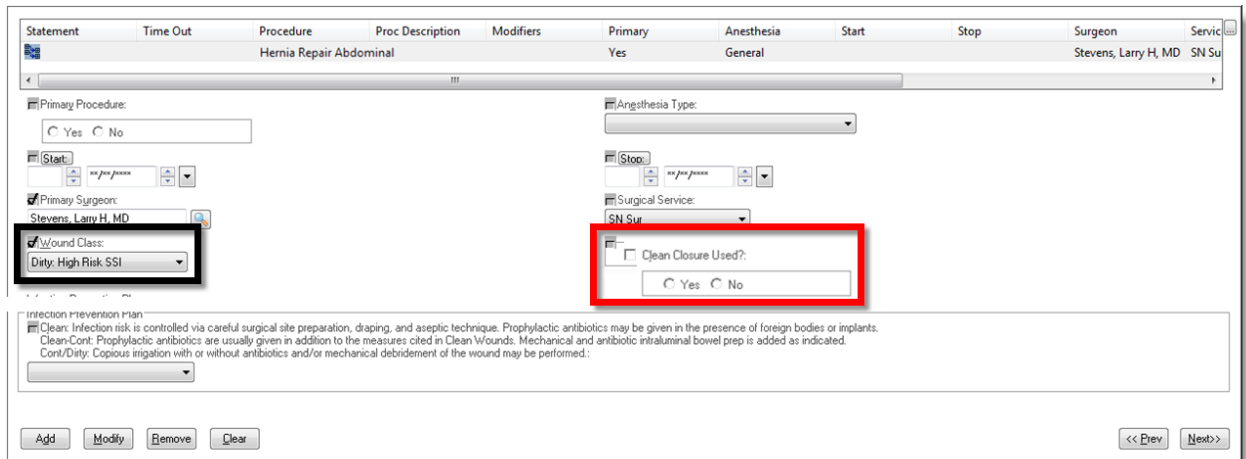 Statement Time Out Procedure Proc Description Modifiers Primary Anesthesia Start Stop Surgeon Servic ...
Hernia Repair Abdominal Yes General Stevens, Larry H, MD SN Su
Primary Procedure: Anesthesia Type:
Yes No
Start: Stop:
**/**/**** **/**/****
Primary Surgeon: Surgical Service:
Stevens, Larry H, MD SN Sur
Wound Class: Clean Closure Used?:
Dirty: High Risk SSI
Yes No
Infection Prevention Plan
Clean: Infection risk is controlled via careful surgical site preparation, draping, and aseptic technique. Prophylactic antibiotics may be given in the presence of foreign bodies or implants.
Clean-Cont: Prophylactic antibiotics are usually given in addition to the measures cited in Clean Wounds. Mechanical and antibiotic intraluminal bowel prep is added as indicated.
Cont/Dirty: Copious irrigation with or without antibiotics and/or mechanical debridement of the wound may be performed.:
Add Modify Remove Clear << Prev Next>>